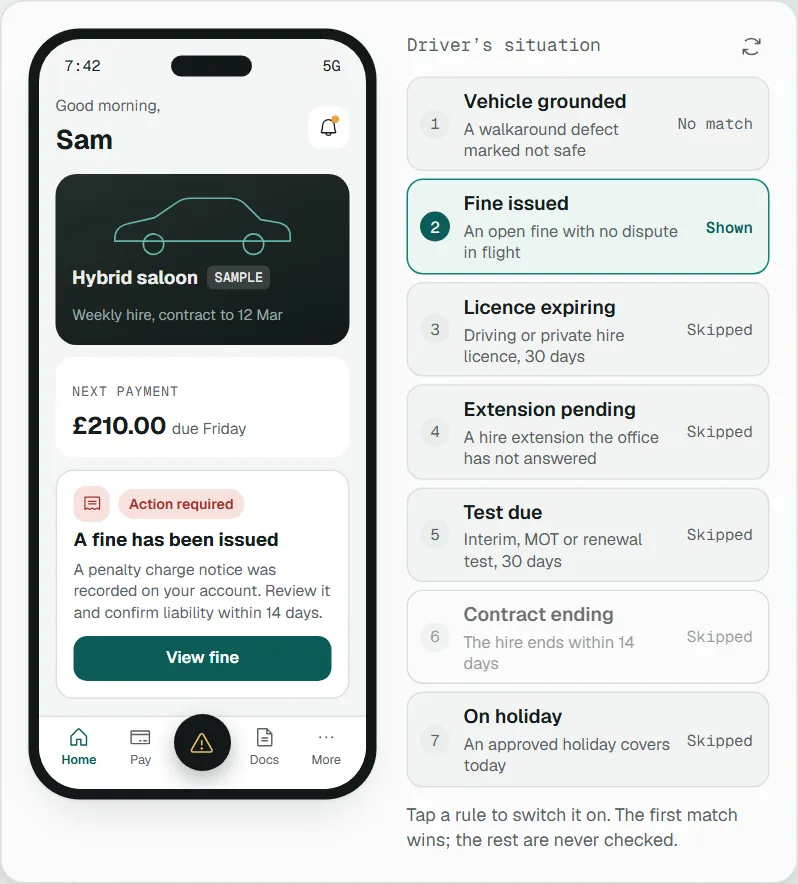 7:42
5G
Good morning,
Sam
Hybrid saloon SAMPLE
Weekly hire, contract to 12 Mar
NEXT PAYMENT
£210.00 due Friday
Action required
A fine has been issued
A penalty charge notice was
recorded on your account. Review it
and confirm liability within 14 days.
View fine
Home
Pay
Docs
More
Driver's situation
1
Vehicle grounded
A walkaround defect
marked not safe
No match
2
Fine issued
An open fine with no dispute
in flight
Shown
3
Licence expiring
Driving or private hire
licence, 30 days
Skipped
4
Extension pending
A hire extension the office
has not answered
Skipped
5
Test due
Interim, MOT or renewal
test, 30 days
Skipped
6
Contract ending
The hire ends within 14
days
Skipped
7
On holiday
An approved holiday covers
today
Skipped
Tap a rule to switch it on. The first match
wins; the rest are never checked.